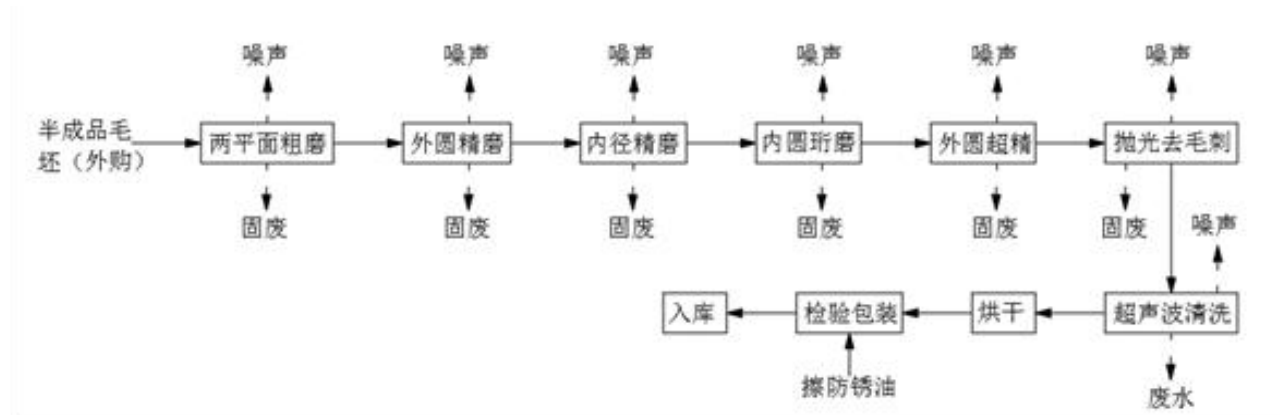 噪声
噪声
噪声
噪声
噪声
噪声
半成品毛
坯（外购）
两平面粗磨
外圆精磨
内径精磨
内圆珩磨
外圆超精
抛光去毛刺
固废
固废
固废
固废
固废
固废
噪声
入库
检验包装
烘干
超声波清洗
擦防锈油
废水